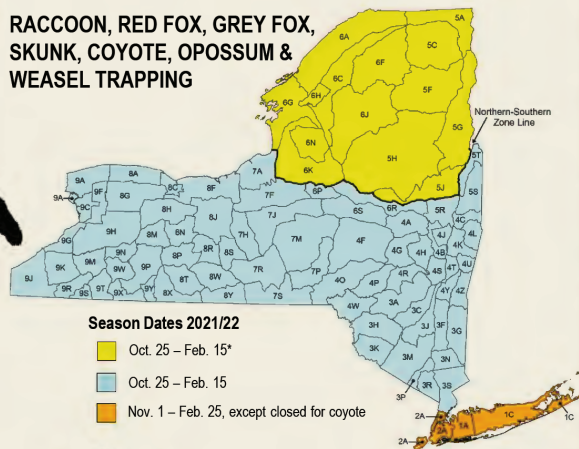 RACCOON, RED FOX, GREY FOX,
SKUNK, COYOTE, OPOSSUM &
WEASEL TRAPPING
5A
6A
5C
6F
6C
5F
6H
6G
6J
5G
Northern-Southern
Zone Line
6N
5H
5T
6K
5J
7A
9A
8A
8C
8F
9F
7F
6P
5S
9A
9C
8G
6R
5R
4C
8H
8J
7J
6S
4A
9G
9H
8M
6N
7H
7M
4F
4J
4L
4G
4H
4B
4K
9N
8P
8R
8S
9K
9M
9W
9P
7R
7P
4R
4S
4T
4U
9J
8T
8W
4O
4P
4Y
4Z
9R
9S
9T
9X
9Y
8X
8Y
7S
4W
3A
3C
3H
3J
3F
3G
3K
3M
3N
3P
3R
3S
Season Dates 2021/22
Oct. 25 – Feb. 15*
Oct. 25 – Feb. 15
Nov. 1 – Feb. 25, except closed for coyote
2A
2A
2A
1A
1C
1C